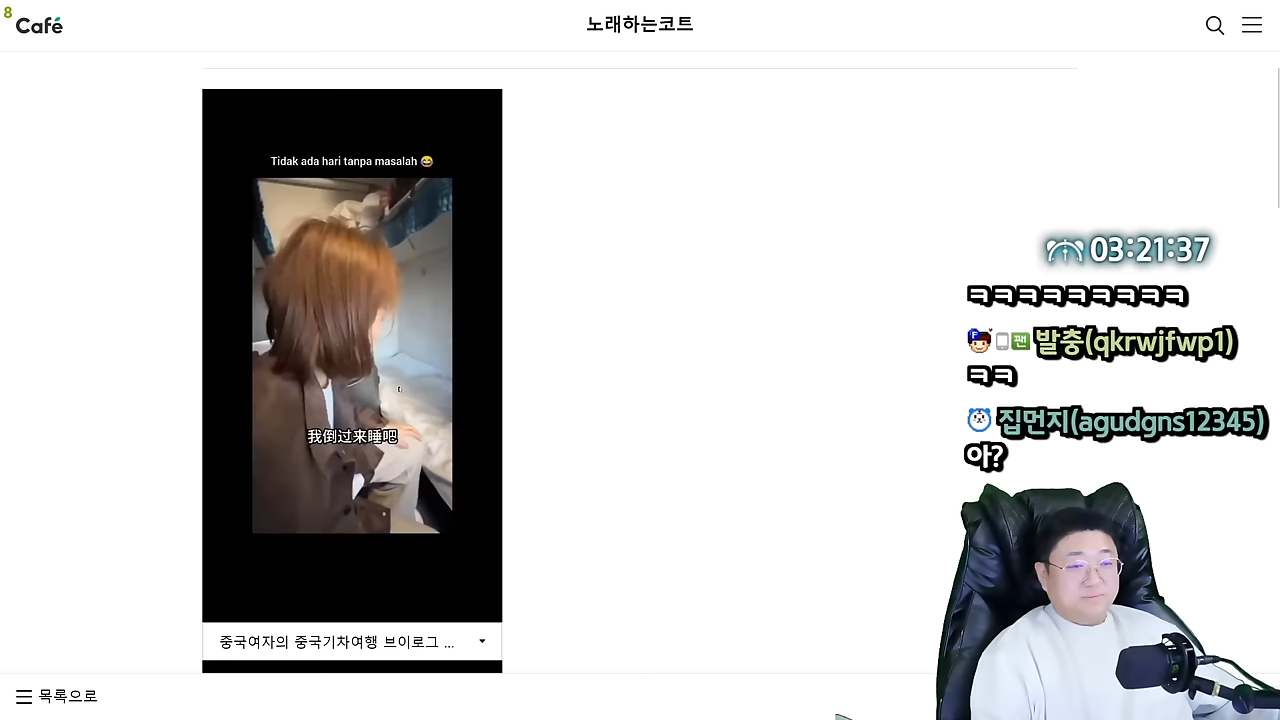 8
Café
노래하는코트
Tidak ada hari tanpa masalah 😂
我倒过来睡吧
중국여자의 중국기차여행 브이로그 ...
목록으로
03:21:37
ㅋㅋㅋㅋㅋㅋㅋㅋㅋ
F
팬 발충(qkrwjfwp1)
ㅋㅋ
집먼지(agudgns12345)
아?